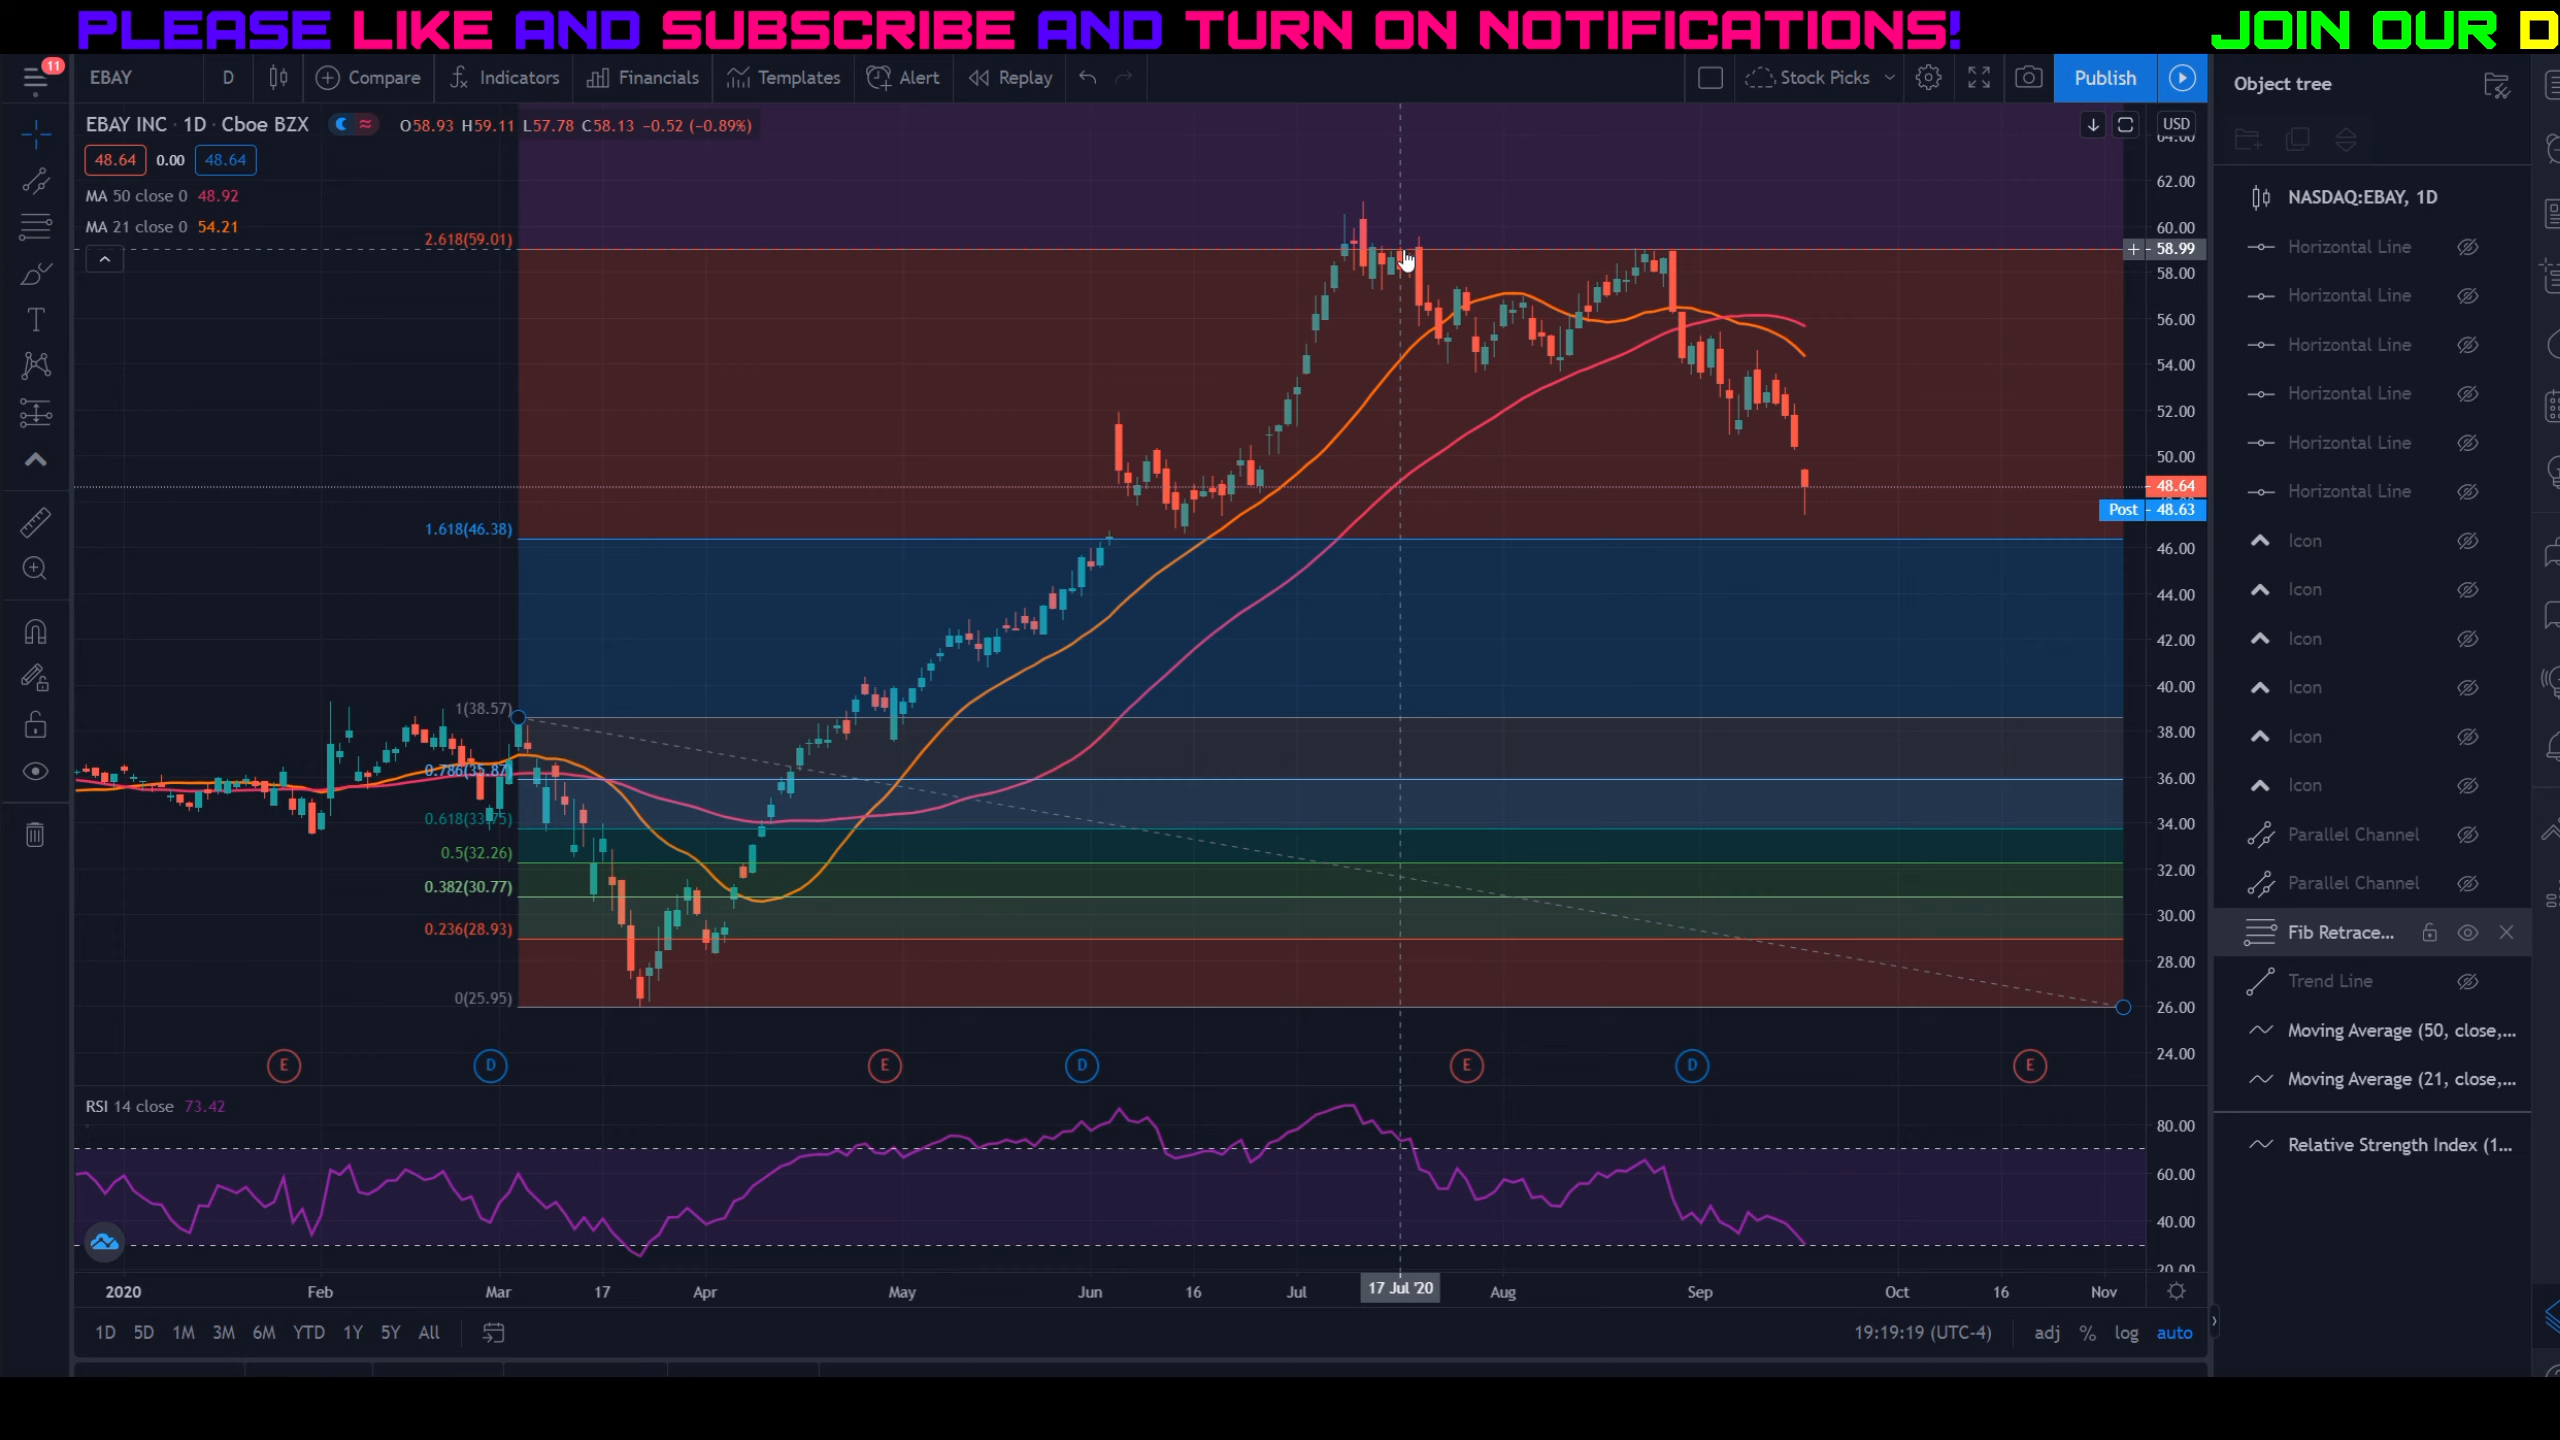 PLEASE LIKE AND SUBSCRIBE AND TURN ON NOTIFICATIONS! JOIN OUR D
11 EBAY D Compare Indicators Financials Templates Alert Replay Stock Picks Publish Object tree
EBAY INC · 1D · Cboe BZX O58.93 H59.11 L57.78 C58.13 −0.52 (−0.89%) USD
48.64 0.00 48.64
MA 50 close 0 48.92
MA 21 close 0 54.21
2.618(59.01)
1.618(46.38)
1(38.57)
0.786(35.87)
0.618(33.75)
0.5(32.26)
0.382(30.77)
0.236(28.93)
0(25.95)
64.00
62.00
60.00
58.99
58.00
56.00
54.00
52.00
50.00
48.64
Post 48.63
46.00
44.00
42.00
40.00
38.00
36.00
34.00
32.00
30.00
28.00
26.00
24.00
E D E D E D E
RSI 14 close 73.42
80.00
60.00
40.00
20.00
2020 Feb Mar 17 Apr May Jun 16 Jul 17 Jul '20 Aug Sep Oct 16 Nov
1D 5D 1M 3M 6M YTD 1Y 5Y All 19:19:19 (UTC-4) adj % log auto
NASDAQ:EBAY, 1D
Horizontal Line
Horizontal Line
Horizontal Line
Horizontal Line
Horizontal Line
Horizontal Line
Icon
Icon
Icon
Icon
Icon
Icon
Parallel Channel
Parallel Channel
Fib Retrace...
Trend Line
Moving Average (50, close,...
Moving Average (21, close,...
Relative Strength Index (1...